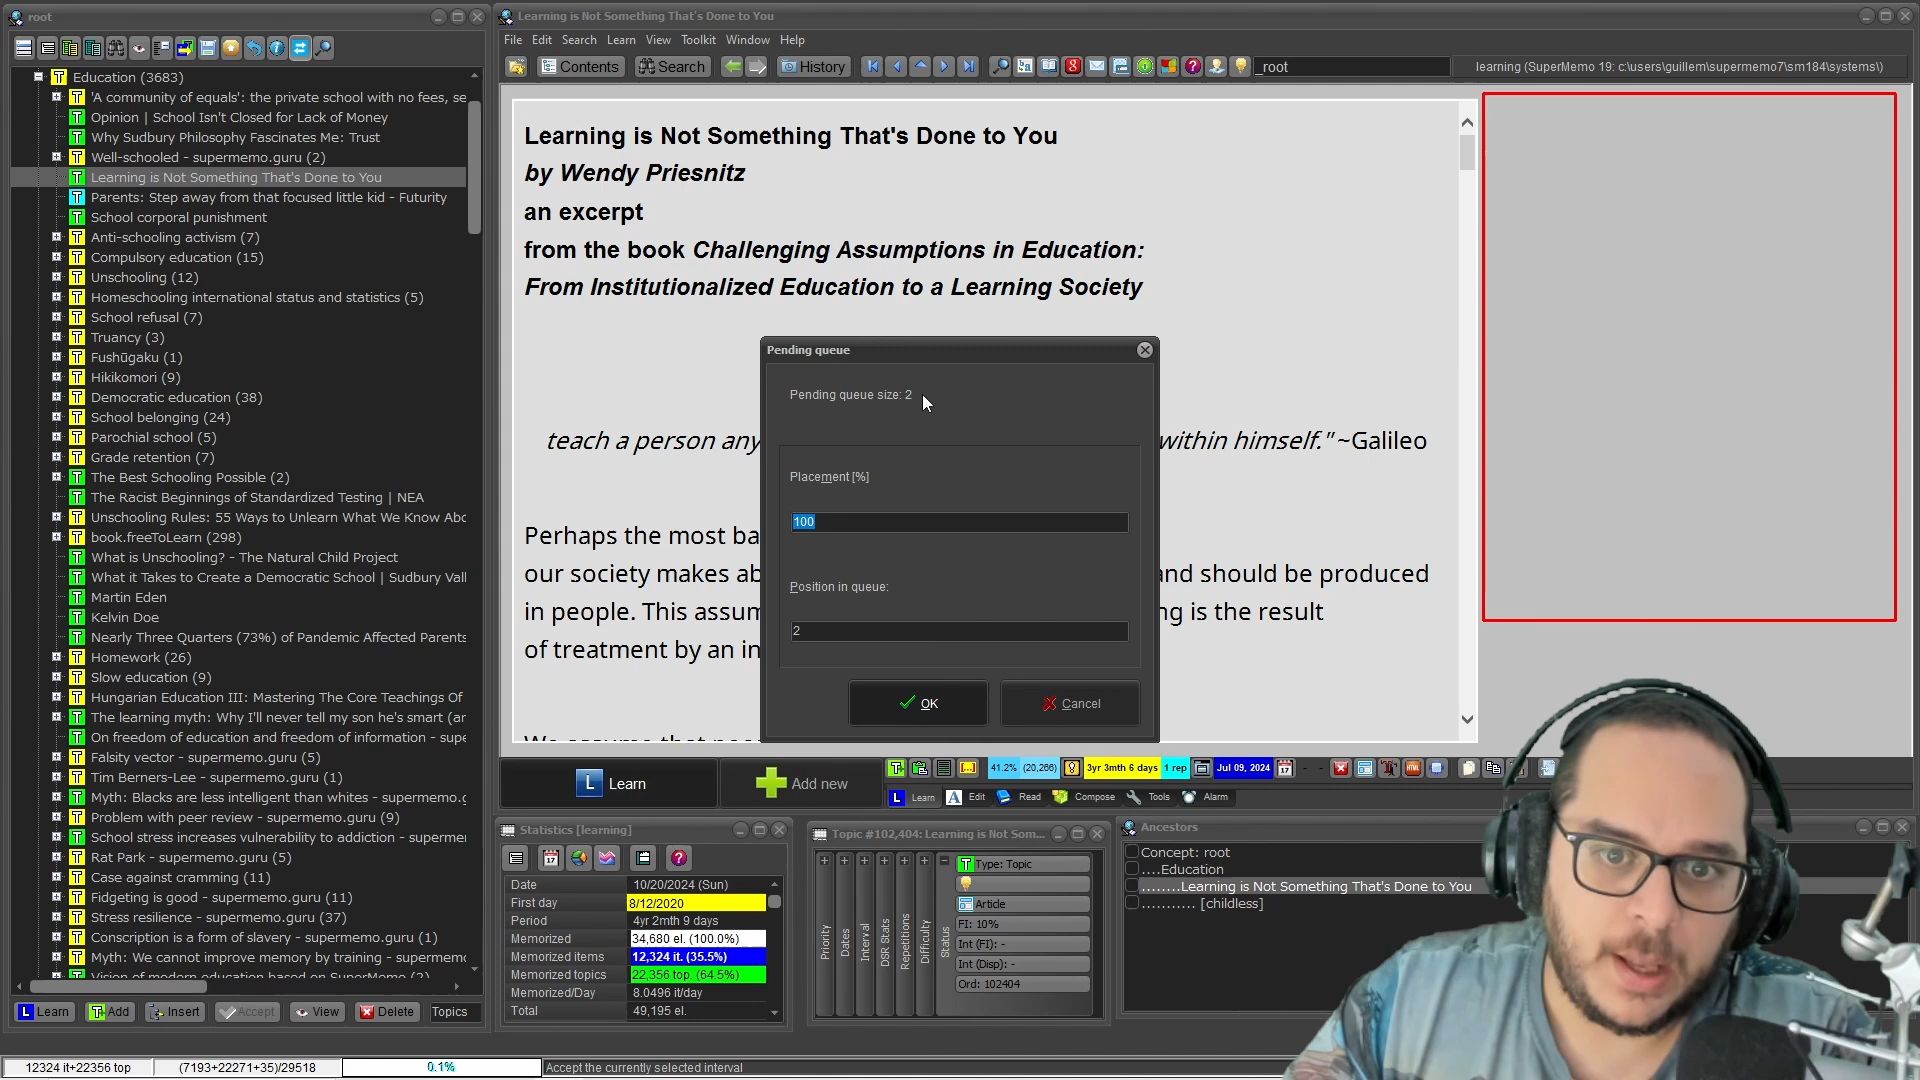 root
Education (3683)
'A community of equals': the private school with no fees, se
Opinion | School Isn't Closed for Lack of Money
Why Sudbury Philosophy Fascinates Me: Trust
Well-schooled - supermemo.guru (2)
Learning is Not Something That's Done to You
Parents: Step away from that focused little kid - Futurity
School corporal punishment
Anti-schooling activism (7)
Compulsory education (15)
Unschooling (12)
Homeschooling international status and statistics (5)
School refusal (7)
Truancy (3)
Fushūgaku (1)
Hikikomori (9)
Democratic education (38)
School belonging (24)
Parochial school (5)
Grade retention (7)
The Best Schooling Possible (2)
The Racist Beginnings of Standardized Testing | NEA
Unschooling Rules: 55 Ways to Unlearn What We Know Abo
book.freeToLearn (298)
What is Unschooling? - The Natural Child Project
What it Takes to Create a Democratic School | Sudbury Vall
Martin Eden
Kelvin Doe
Nearly Three Quarters (73%) of Pandemic Affected Parents
Homework (26)
Slow education (9)
Hungarian Education III: Mastering The Core Teachings Of
The learning myth: Why I'll never tell my son he's smart (ar
On freedom of education and freedom of information - supe
Falsity vector - supermemo.guru (5)
Tim Berners-Lee - supermemo.guru (1)
Myth: Blacks are less intelligent than whites - supermemo.g
Problem with peer review - supermemo.guru (9)
School stress increases vulnerability to addiction - superme
Rat Park - supermemo.guru (5)
Case against cramming (11)
Fidgeting is good - supermemo.guru (11)
Stress resilience - supermemo.guru (37)
Conscription is a form of slavery - supermemo.guru (1)
Myth: We cannot improve memory by training - supermemo
Vision of modern education based on SuperMemo (2)
Learn Add Insert Accept View Delete Topics
Learning is Not Something That's Done to You
File Edit Search Learn View Toolkit Window Help
Contents Search History _root learning (SuperMemo 19: c:\users\guillem\supermemo7\sm184\systems\)
Learning is Not Something That's Done to You
by Wendy Priesnitz
an excerpt
from the book Challenging Assumptions in Education:
From Institutionalized Education to a Learning Society
teach a person any within himself." ~Galileo
Perhaps the most ba
our society makes ab and should be produced
in people. This assum ng is the result
of treatment by an in
Pending queue
Pending queue size: 2
Placement [%]
100
Position in queue:
2
OK Cancel
Learn Add new
41.2% (20,266) 3yr 3mth 6 days 1 rep Jul 09, 2024
Learn Edit Read Compose Tools Alarm
Statistics [learning]
Date 10/20/2024 (Sun)
First day 8/12/2020
Period 4yr 2mth 9 days
Memorized 34,680 el. (100.0%)
Memorized items 12,324 it. (35.5%)
Memorized topics 22,356 top. (64.5%)
Memorized/Day 8.0496 it/day
Total 49,195 el.
Topic #102,404: Learning is Not Som...
Priority
Dates
Interval
DSR Stats
Repetitions
Difficulty
Status
Type: Topic
Article
FI: 10%
Int (FI): -
Int (Disp): -
Ord: 102404
Ancestors
Concept: root
....Education
........Learning is Not Something That's Done to You
........... [childless]
12324 it+22356 top (7193+22271+35)/29518 0.1% Accept the currently selected interval